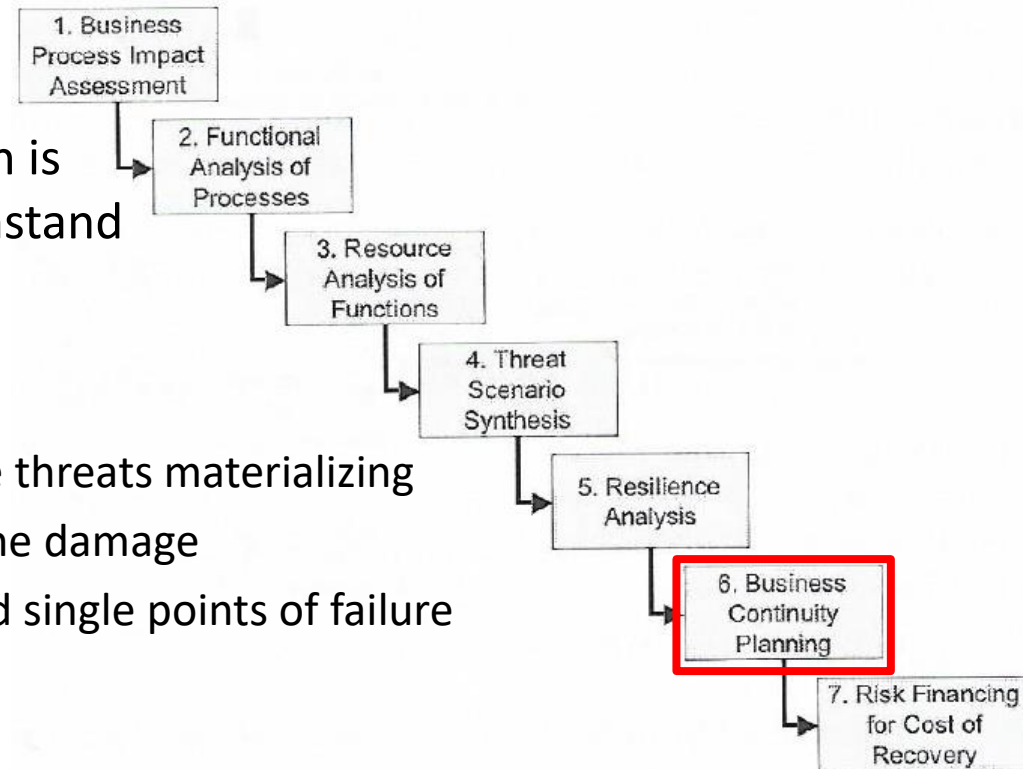 1. Business
Process Impact
Assessment
2. Functional
Analysis of
Processes
is
3. Resource
Analysis of
Functions
4. Threat
Scenario
Synthesis
threats materializing
5. Resilience
Analysis
damage
single points of failure
6. Business
Continuity
Planning
7. Risk Financing
for Cost of
Recovery